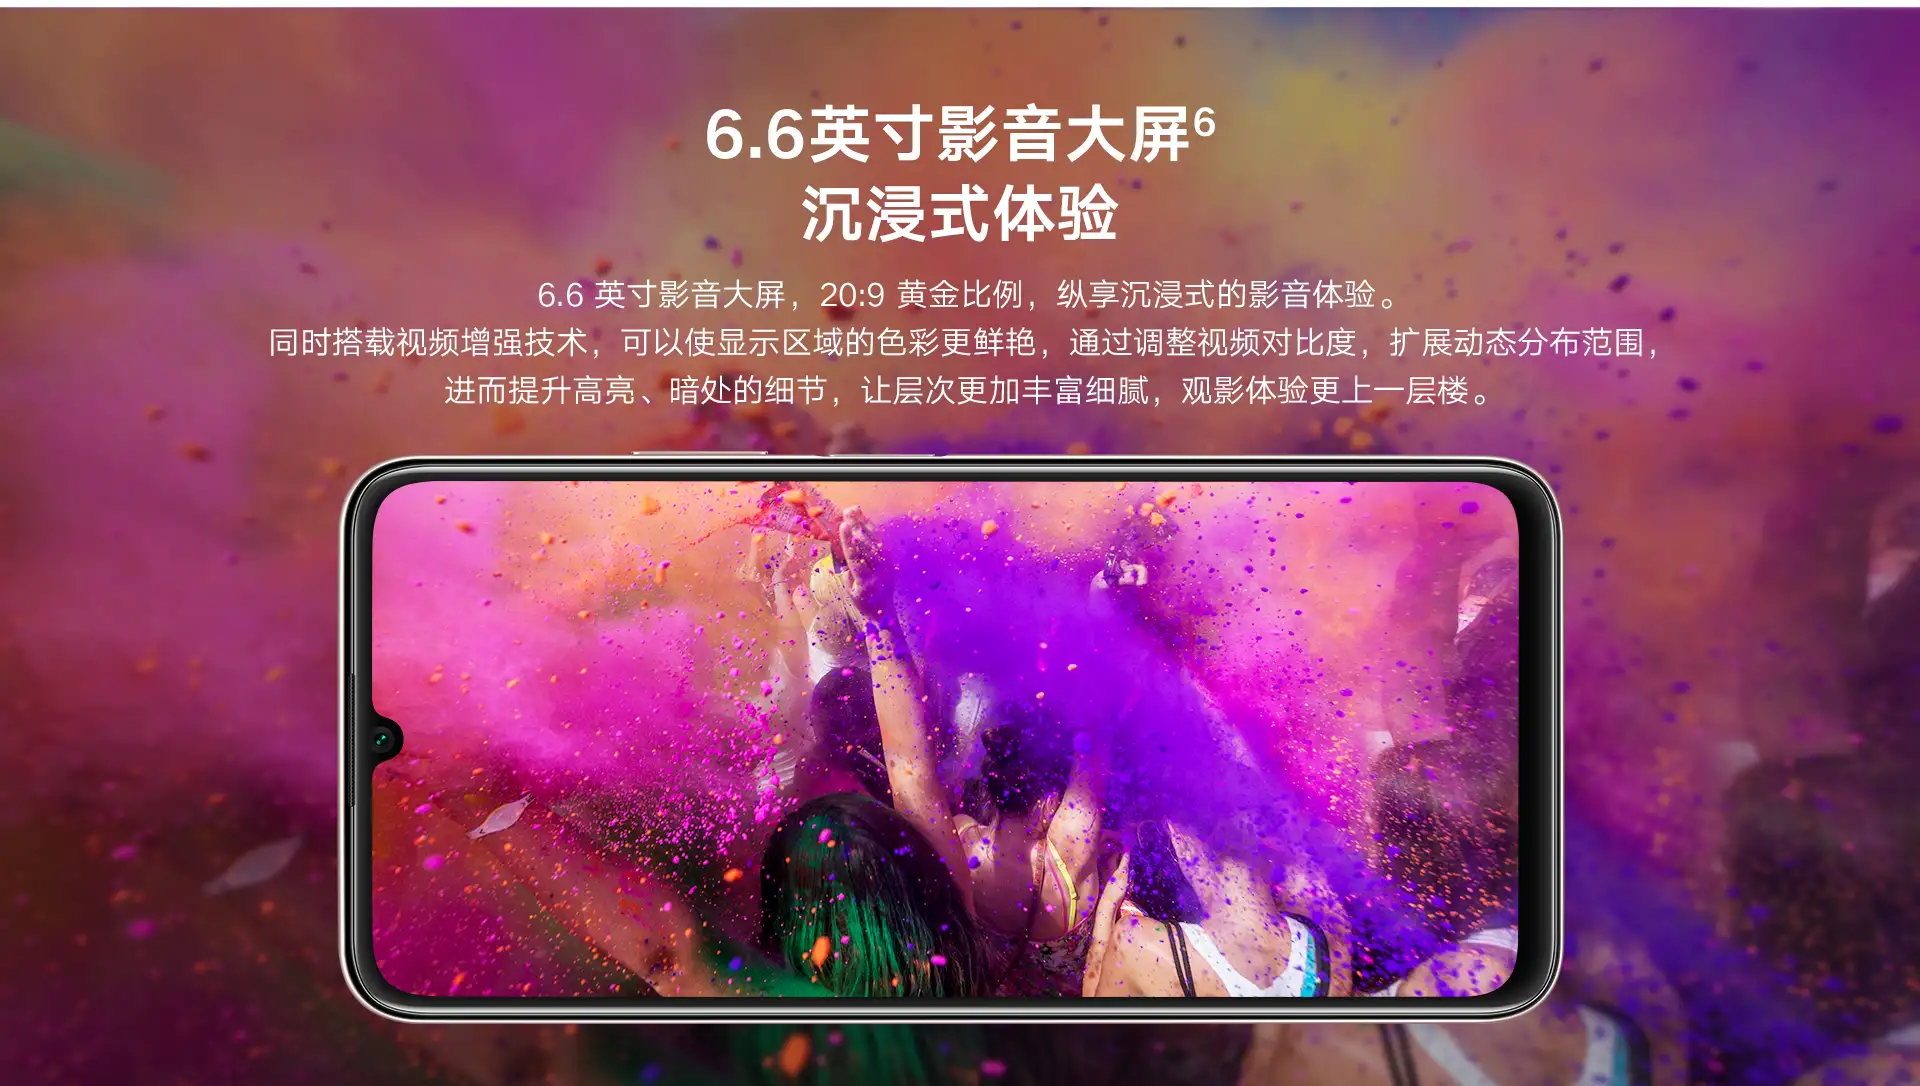 6.6英寸影音大屏6
沉浸式体验
6.6 英寸影音大屏，20:9 黄金比例，纵享沉浸式的影音体验。
同时搭载视频增强技术，可以使显示区域的色彩更鲜艳，通过调整视频对比度，扩展动态分布范围，
进而提升高亮、暗处的细节，让层次更加丰富细腻，观影体验更上一层楼。